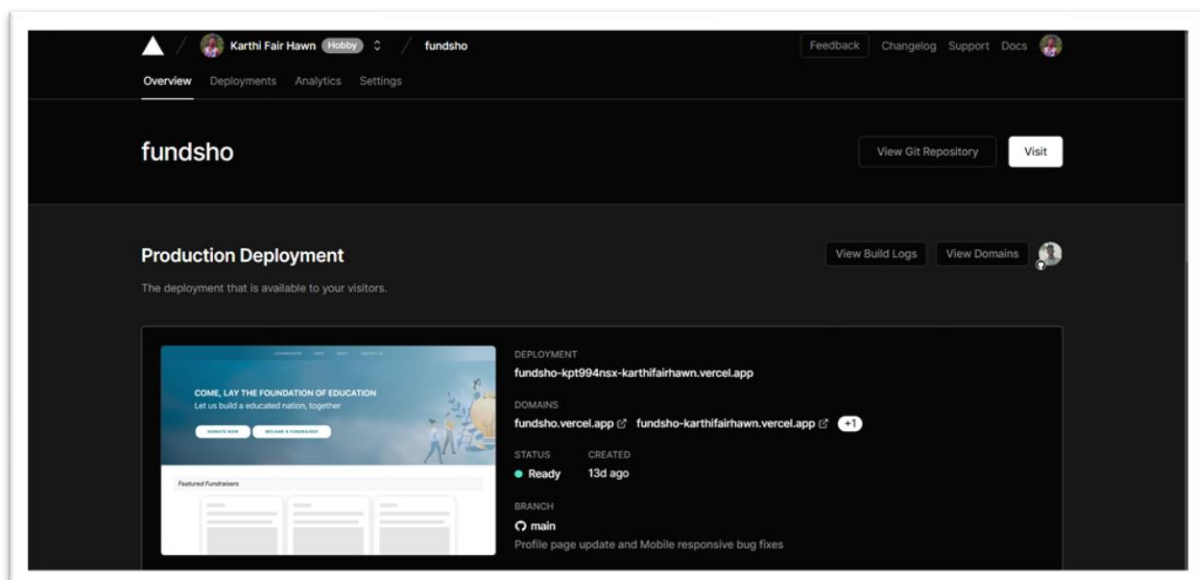 Karthi Fair Hawn Hobby fundsho Feedback Changelog Support Docs
Overview Deployments Analytics Settings
fundsho View Git Repository Visit
Production Deployment View Build Logs View Domains
The deployment that is available to your visitors.
HOME ABOUT CONTACT US
COME, LAY THE FOUNDATION OF EDUCATION
Let us build a educated nation, together
DONATE NOW BECOME A FUNDRAISER
Featured Fundraisers
DEPLOYMENT
fundsho-kpt994nsx-karthifairhawn.vercel.app
DOMAINS
fundsho.vercel.app fundsho-karthifairhawn.vercel.app +1
STATUS CREATED
Ready 13d ago
BRANCH
main
Profile page update and Mobile responsive bug fixes